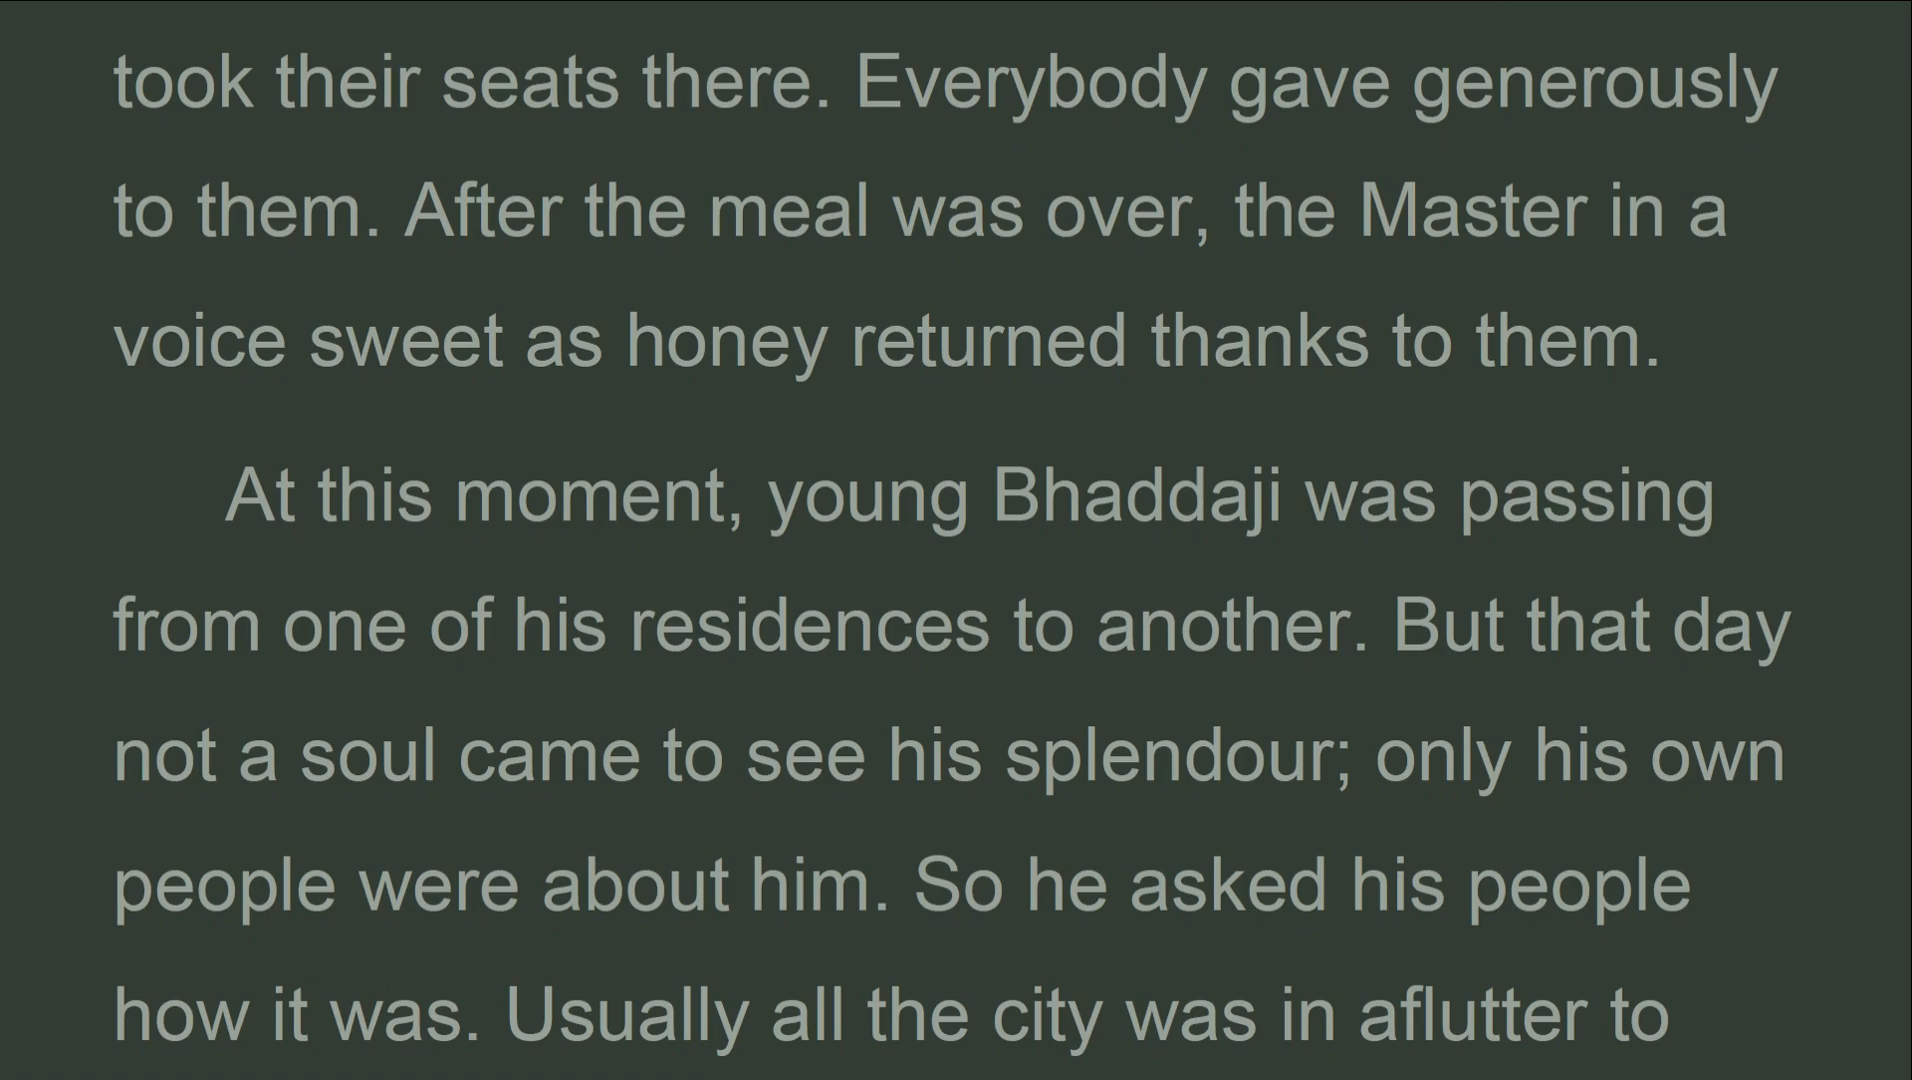 took their seats there. Everybody gave generously
to them. After the meal was over, the Master in a
voice sweet as honey returned thanks to them.
At this moment, young Bhaddaji was passing
from one of his residences to another. But that day
not a soul came to see his splendour; only his own
people were about him. So he asked his people
how it was. Usually all the city was in aflutter to